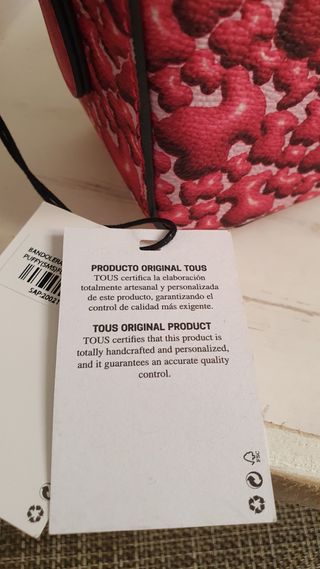 PRODUCTO ORIGINAL TOUS
TOUS certifica la elaboración
totalmente artesanal y personalizada
de este producto, garantizando el
control de calidad más exigente.
TOUS ORIGINAL PRODUCT
TOUS certifies that this product is
totally handcrafted and personalized,
and it guarantees an accurate quality
control.
BANDOLERA